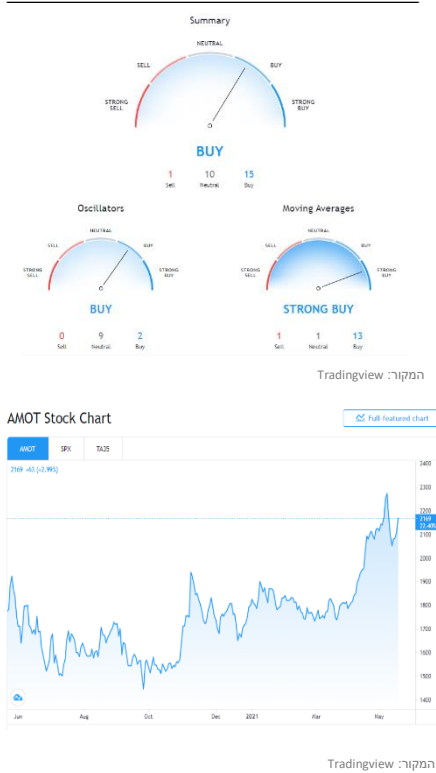 Summary
NEUTRAL
SELL
BUY
STRONG SELL
STRONG BUY
BUY
1 10 15
Sell Neutral Buy
Oscillators
NEUTRAL
SELL
BUY
STRONG SELL
STRONG BUY
BUY
0 9 2
Sell Neutral Buy
Moving Averages
NEUTRAL
SELL
BUY
STRONG SELL
STRONG BUY
STRONG BUY
1 1 13
Sell Neutral Buy
המקור: Tradingview
AMOT Stock Chart
Full-featured chart
AMOT SPX TA35
2169 +63 (+2.99%)
2400
2300
2200
2169
22.40%
2100
2000
1900
1800
1700
1600
1500
1400
Jun Aug Oct Dec 2021 Mar May
המקור: Tradingview